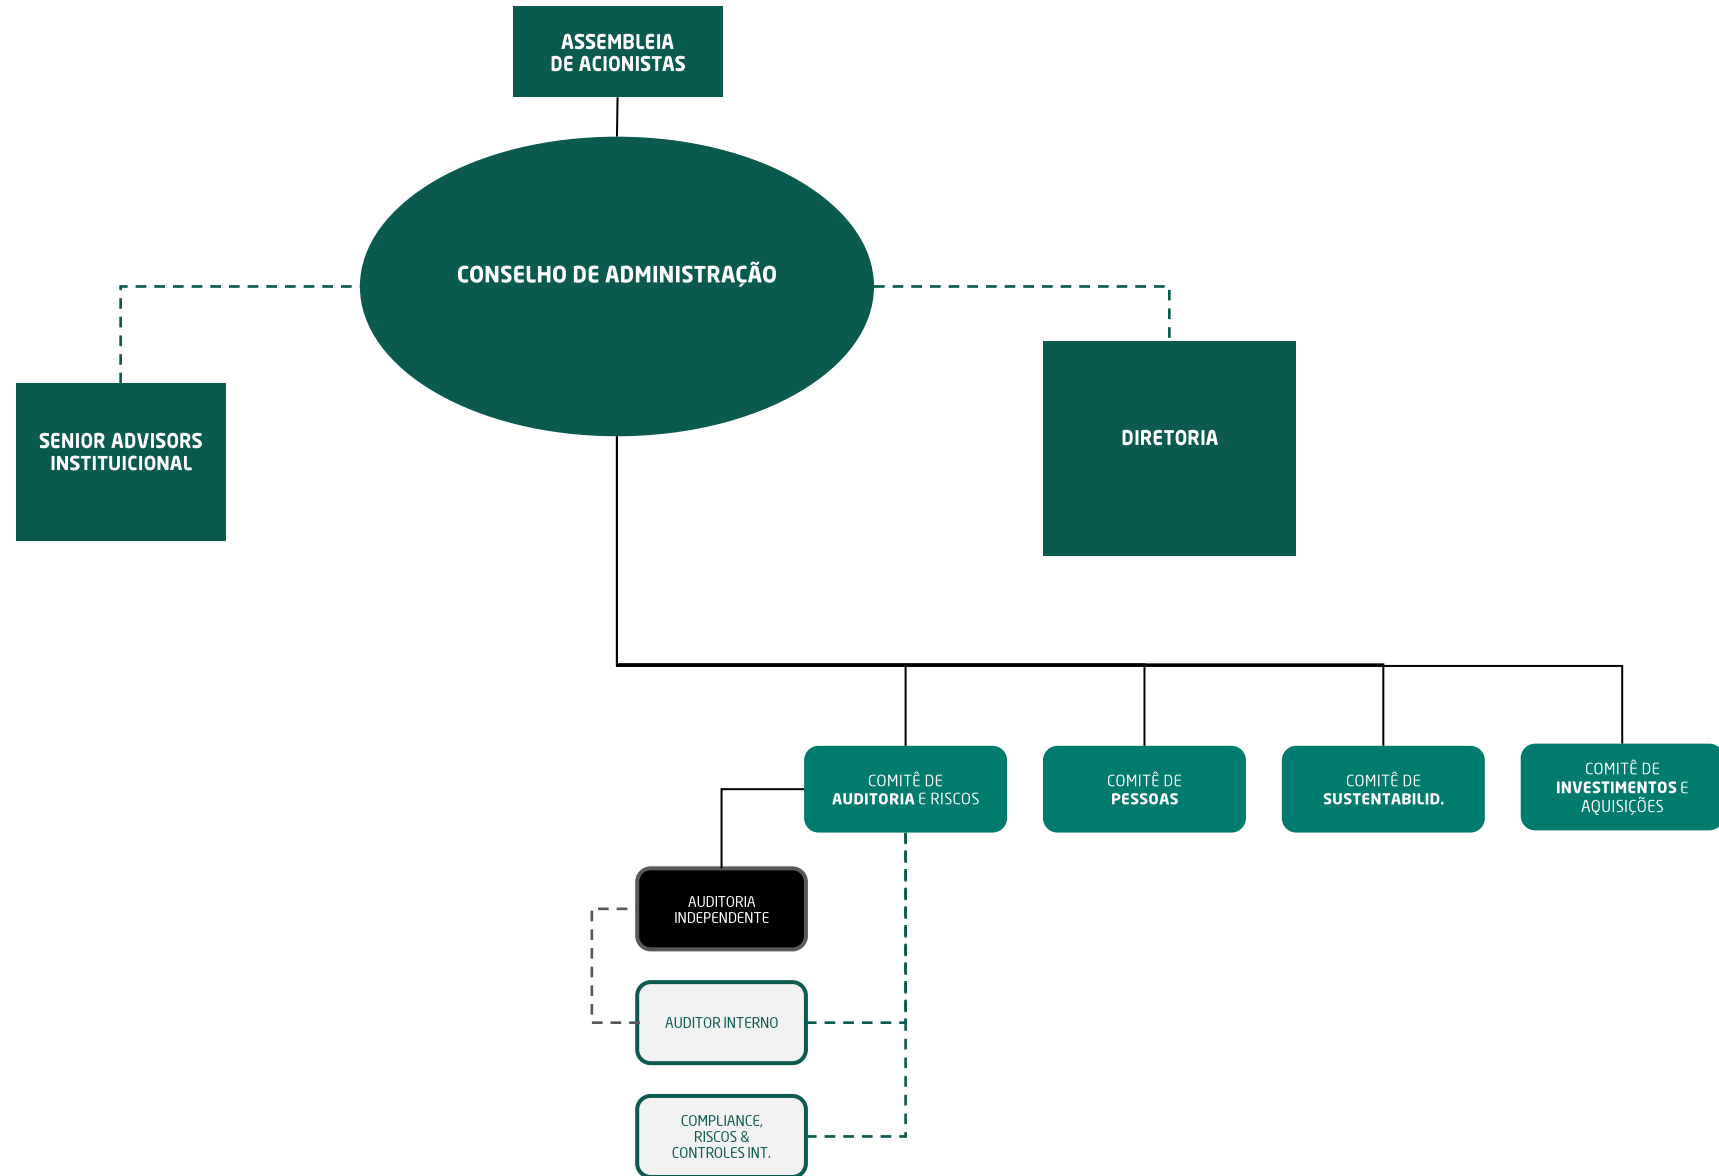 ASSEMBLEIA
DE ACIONISTAS
CONSELHO DE ADMINISTRAÇÃO
SENIOR ADVISORS
INSTITUICIONAL
DIRETORIA
COMITÊ DE
AUDITORIA E RISCOS
COMITÊ DE
PESSOAS
COMITÊ DE
SUSTENTABILID.
COMITÊ DE
INVESTIMENTOS E
AQUISIÇÕES
AUDITORIA
INDEPENDENTE
AUDITOR INTERNO
COMPLIANCE,
RISCOS &
CONTROLES INT.